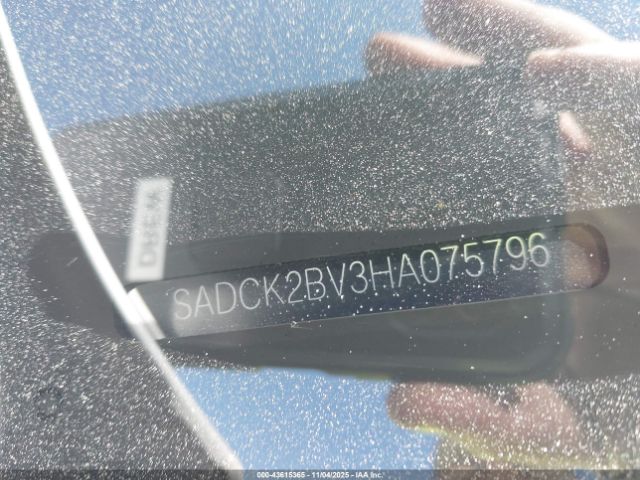 SADCK2BV3HA075796
000-43615365 - 11/04/2025 - IAA Inc.